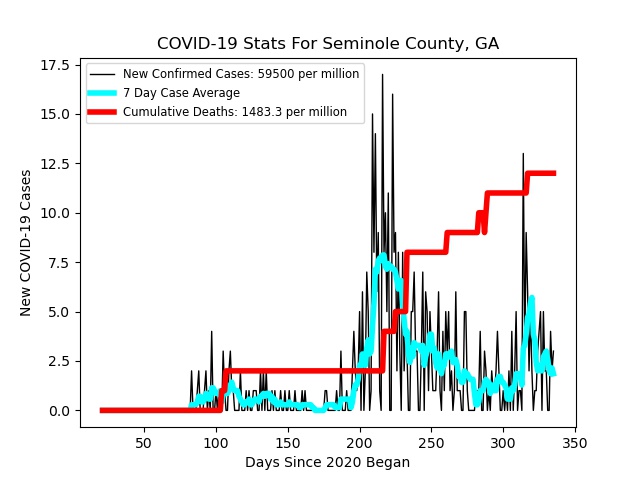 COVID-19 Stats For Seminole County, GA
New Confirmed Cases: 59500 per million
7 Day Case Average
Cumulative Deaths: 1483.3 per million
New COVID-19 Cases
17.5
15.0
12.5
10.0
7.5
5.0
2.5
0.0
50 100 150 200 250 300 350
Days Since 2020 Began